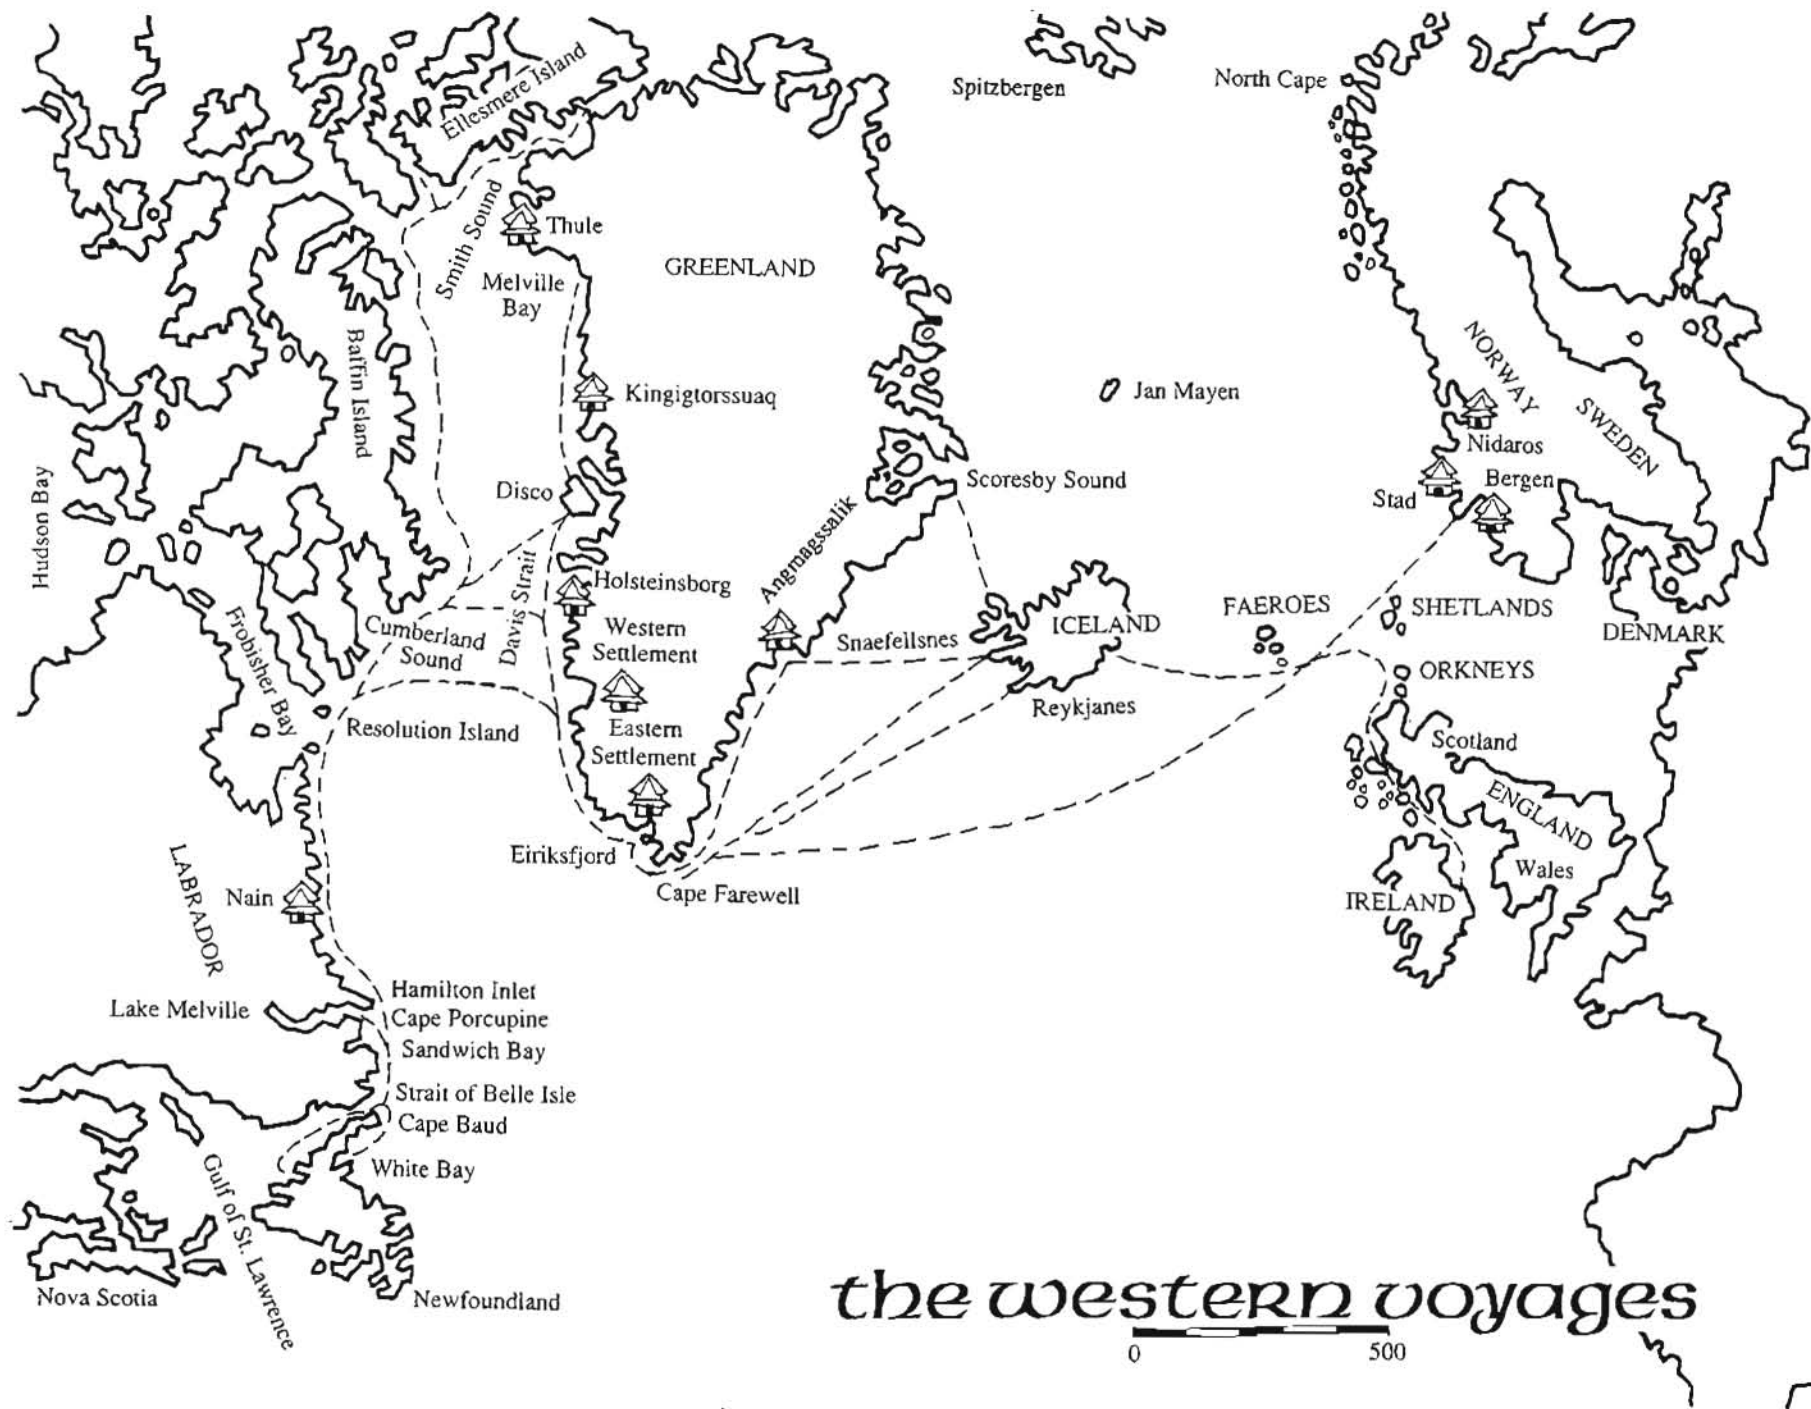 Ellesmere Island
Spitzbergen
North Cape
Smith Sound
Thule
Melville
Bay
GREENLAND
Baffin Island
Kingigtorssuaq
Jan Mayen
NORWAY
SWEDEN
Nidaros
Bergen
Stad
Hudson Bay
Disco
Scoresby Sound
Angmagssalik
Davis Strait
Holsteinsborg
Western
Settlement
Cumberland
Sound
Frobisher Bay
Snaefellsnes
ICELAND
FAEROES
SHETLANDS
DENMARK
ORKNEYS
Resolution Island
Eastern
Settlement
Reykjanes
Scotland
ENGLAND
Wales
IRELAND
Eiriksfjord
Cape Farewell
LABRADOR
Nain
Lake Melville
Hamilton Inlet
Cape Porcupine
Sandwich Bay
Strait of Belle Isle
Cape Baud
White Bay
Gulf of St. Lawrence
Nova Scotia
Newfoundland
the western voyages
0 500